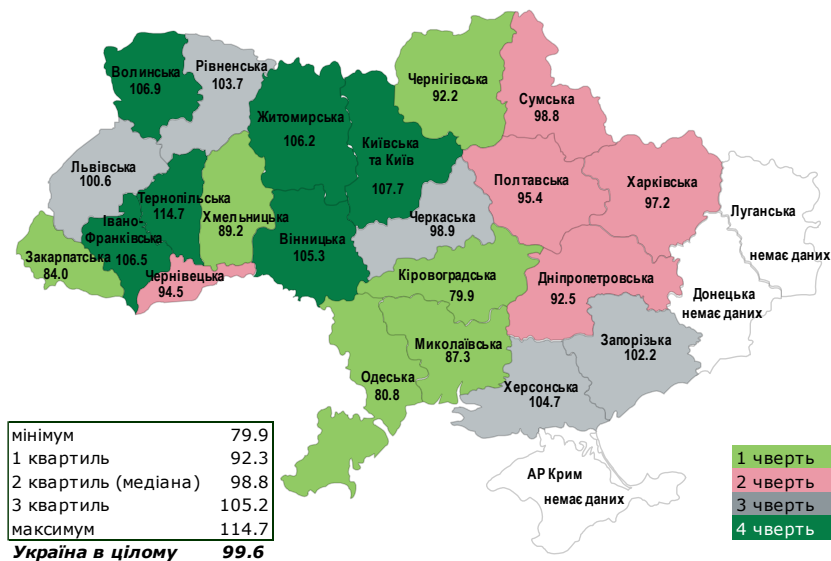 Волинська
106.9
Рівненська
103.7
Житомирська
106.2
Київська
та Київ
107.7
Чернігівська
92.2
Сумська
98.8
Львівська
100.6
Тернопільська
114.7
Хмельницька
89.2
Івано-
Франківська
106.5
Закарпатська
84.0
Чернівецька
94.5
Вінницька
105.3
Черкаська
98.9
Полтавська
95.4
Харківська
97.2
Луганська
немає даних
Кіровоградська
79.9
Дніпропетровська
92.5
Донецька
немає даних
Миколаївська
87.3
Одеська
80.8
Запорізька
102.2
Херсонська
104.7
АР Крим
немає даних
мінімум 79.9
1 квартиль 92.3
2 квартиль (медіана) 98.8
3 квартиль 105.2
максимум 114.7
Україна в цілому 99.6
1 чверть
2 чверть
3 чверть
4 чверть